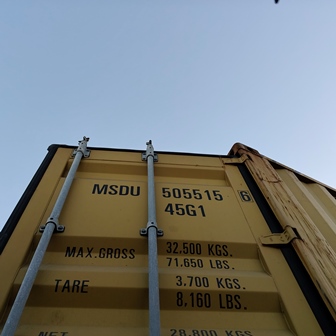 MSDU 505515 6
45G1
MAX.GROSS 32,500 KGS.
71,650 LBS.
TARE 3,700 KGS.
8,160 LBS.
NET 28,800 KGS.